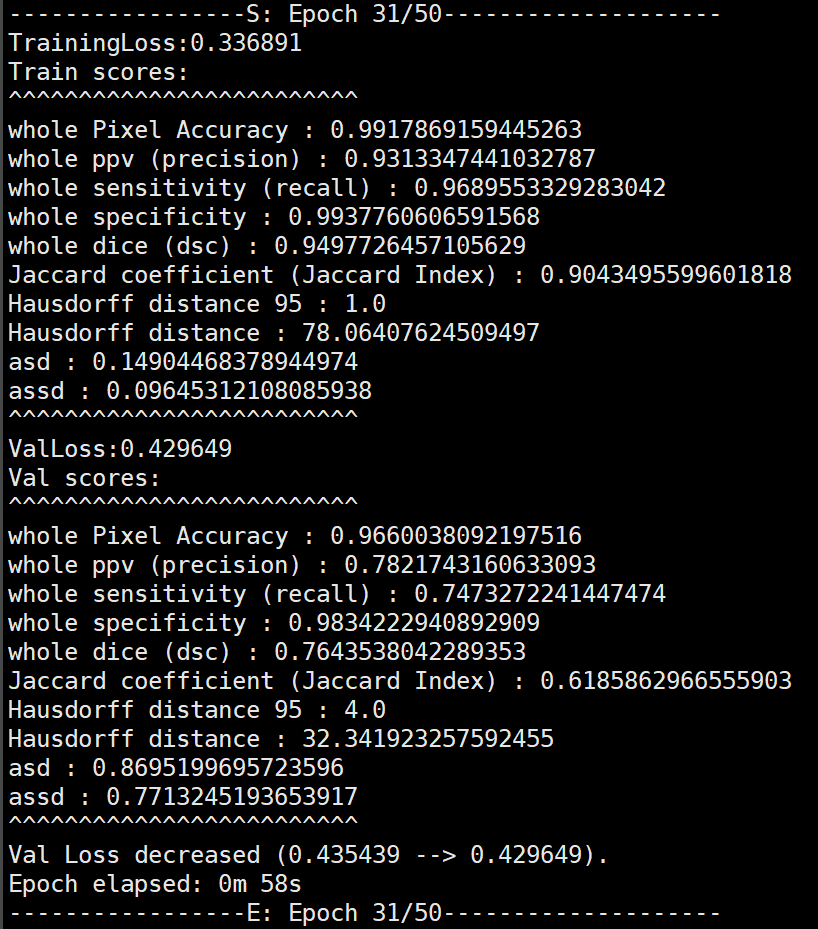 -----------------S: Epoch 31/50--------------------
TrainingLoss:0.336891
Train scores:
^^^^^^^^^^^^^^^^^^^^^^^^^
whole Pixel Accuracy : 0.9917869159445263
whole ppv (precision) : 0.9313347441032787
whole sensitivity (recall) : 0.9689553329283042
whole specificity : 0.9937760606591568
whole dice (dsc) : 0.9497726457105629
Jaccard coefficient (Jaccard Index) : 0.9043495599601818
Hausdorff distance 95 : 1.0
Hausdorff distance : 78.06407624509497
asd : 0.14904468378944974
assd : 0.09645312108085938
^^^^^^^^^^^^^^^^^^^^^^^^^
ValLoss:0.429649
Val scores:
^^^^^^^^^^^^^^^^^^^^^^^^^
whole Pixel Accuracy : 0.9660038092197516
whole ppv (precision) : 0.7821743160633093
whole sensitivity (recall) : 0.7473272241447474
whole specificity : 0.9834222940892909
whole dice (dsc) : 0.7643538042289353
Jaccard coefficient (Jaccard Index) : 0.6185862966555903
Hausdorff distance 95 : 4.0
Hausdorff distance : 32.341923257592455
asd : 0.8695199695723596
assd : 0.7713245193653917
^^^^^^^^^^^^^^^^^^^^^^^^^
Val Loss decreased (0.435439 --> 0.429649).
Epoch elapsed: 0m 58s
-----------------E: Epoch 31/50--------------------